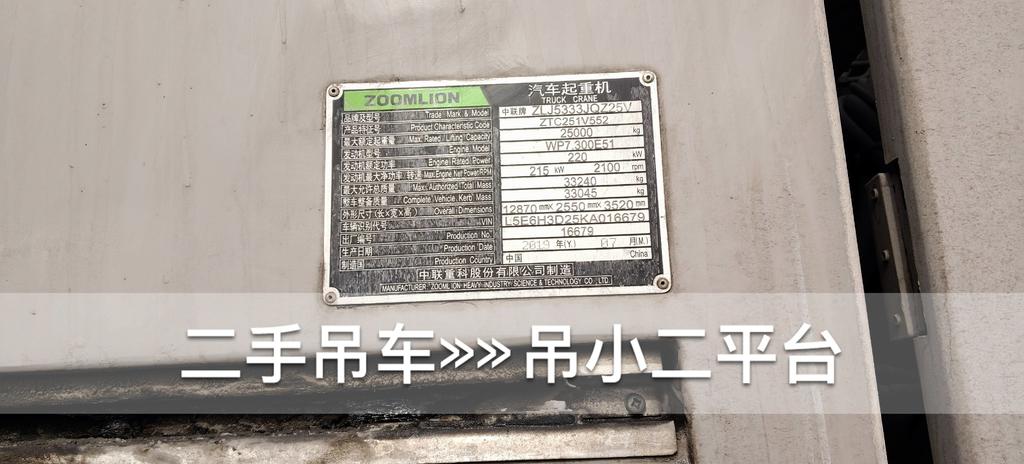 ZOOMLION 汽车起重机
TRUCK CRANE
品牌及型号 Trade Mark & Model 中联牌 ZLJ5333JQZ25V
产品特征代号 Product Characteristic Code ZTC251V552
最大额定起重量 Max. Rated Lifting Capacity 25000 kg
发动机型号 Engine Model WP7.300E51
发动机额定功率 Engine Rated Power 220 kW
发动机最大净功率/转速 Max.Engine Net Power/RPM 215 kW 2100 rpm
最大允许总质量 Max. Authorized Total Mass 33240 kg
整车整备质量 Complete Vehicle Kerb Mass 33045 kg
外形尺寸(长×宽×高) Overall Dimensions 12870 mm× 2550 mm× 3520 mm
车辆识别代号 (VIN) L5E6H3D25KA016679
出厂编号 Production No. 16679
生产日期 Production Date 2019 年(Y) 07 月(M.)
制造国 Production Country 中国 China
中联重科股份有限公司制造
MANUFACTURER ZOOMLION HEAVY INDUSTRY SCIENCE & TECHNOLOGY CO., LTD.
二手吊车»»吊小二平台